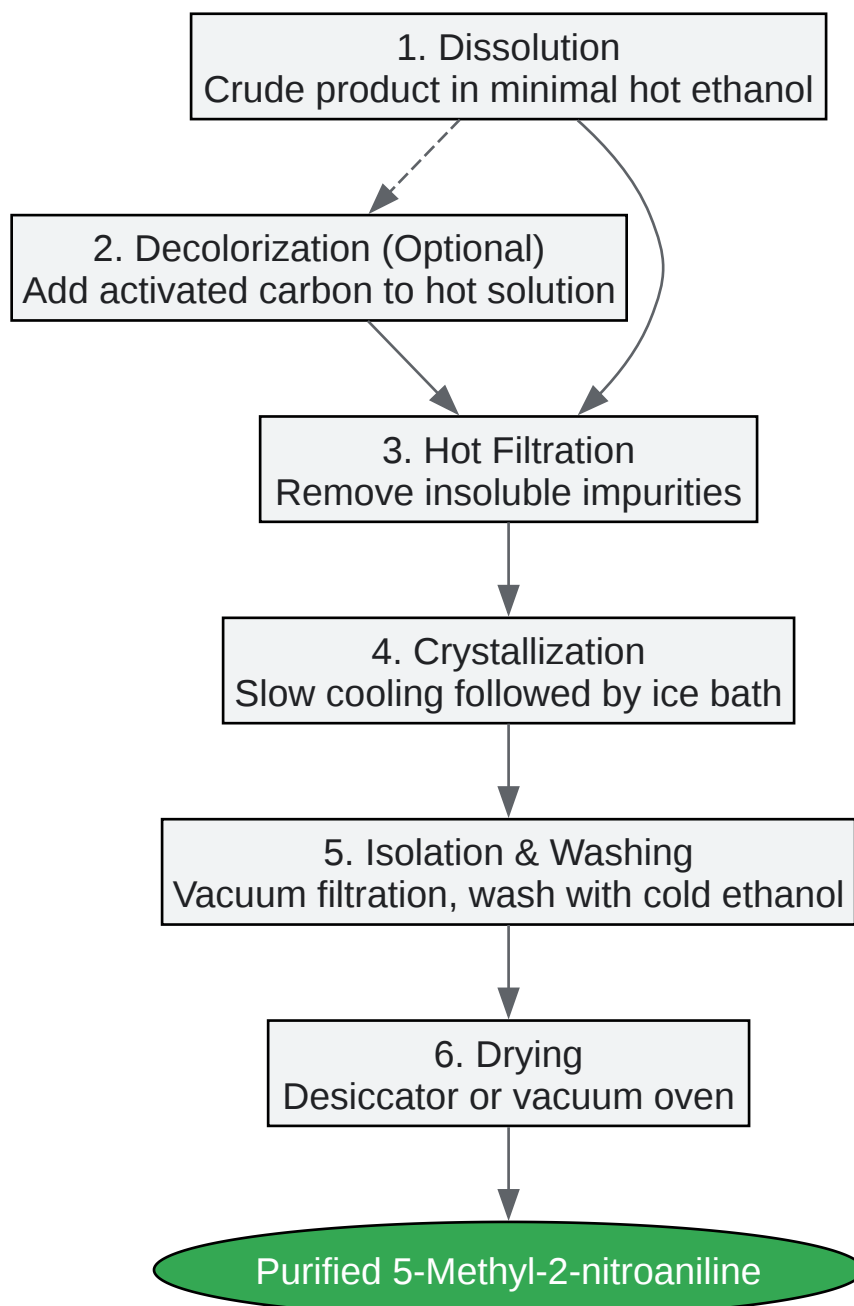 1. Dissolution
Crude product in minimal hot ethanol
2. Decolorization (Optional)
Add activated carbon to hot solution
3. Hot Filtration
Remove insoluble impurities
4. Crystallization
Slow cooling followed by ice bath
5. Isolation & Washing
Vacuum filtration, wash with cold ethanol
6. Drying
Desiccator or vacuum oven
Purified 5-Methyl-2-nitroaniline